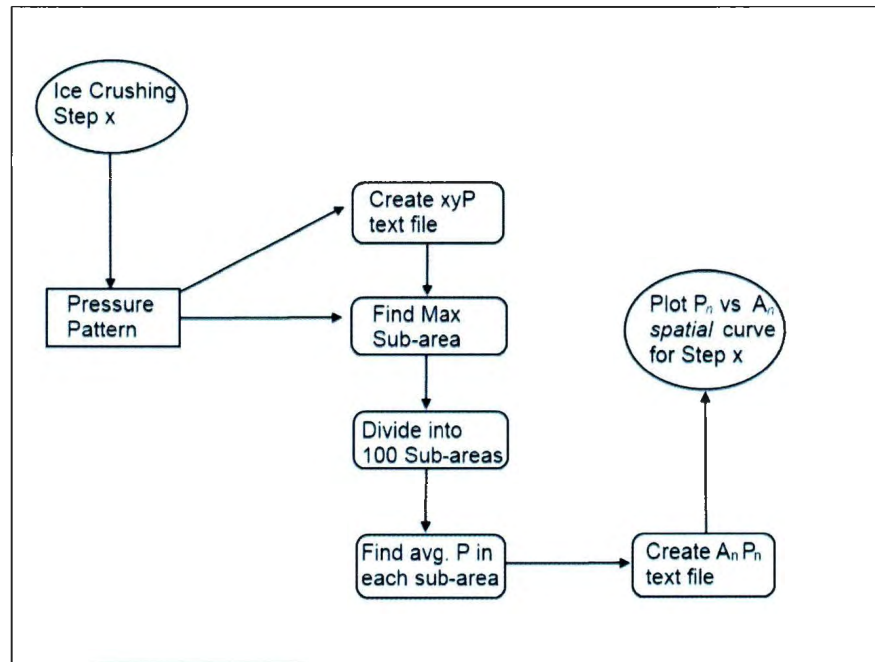 Ice Crushing
Step x
Create xyP
text file
Pressure
Pattern
Find Max
Sub-area
Plot Pn vs An
spatial curve
for Step x
Divide into
100 Sub-areas
Find avg. P in
each sub-area
Create An Pn
text file